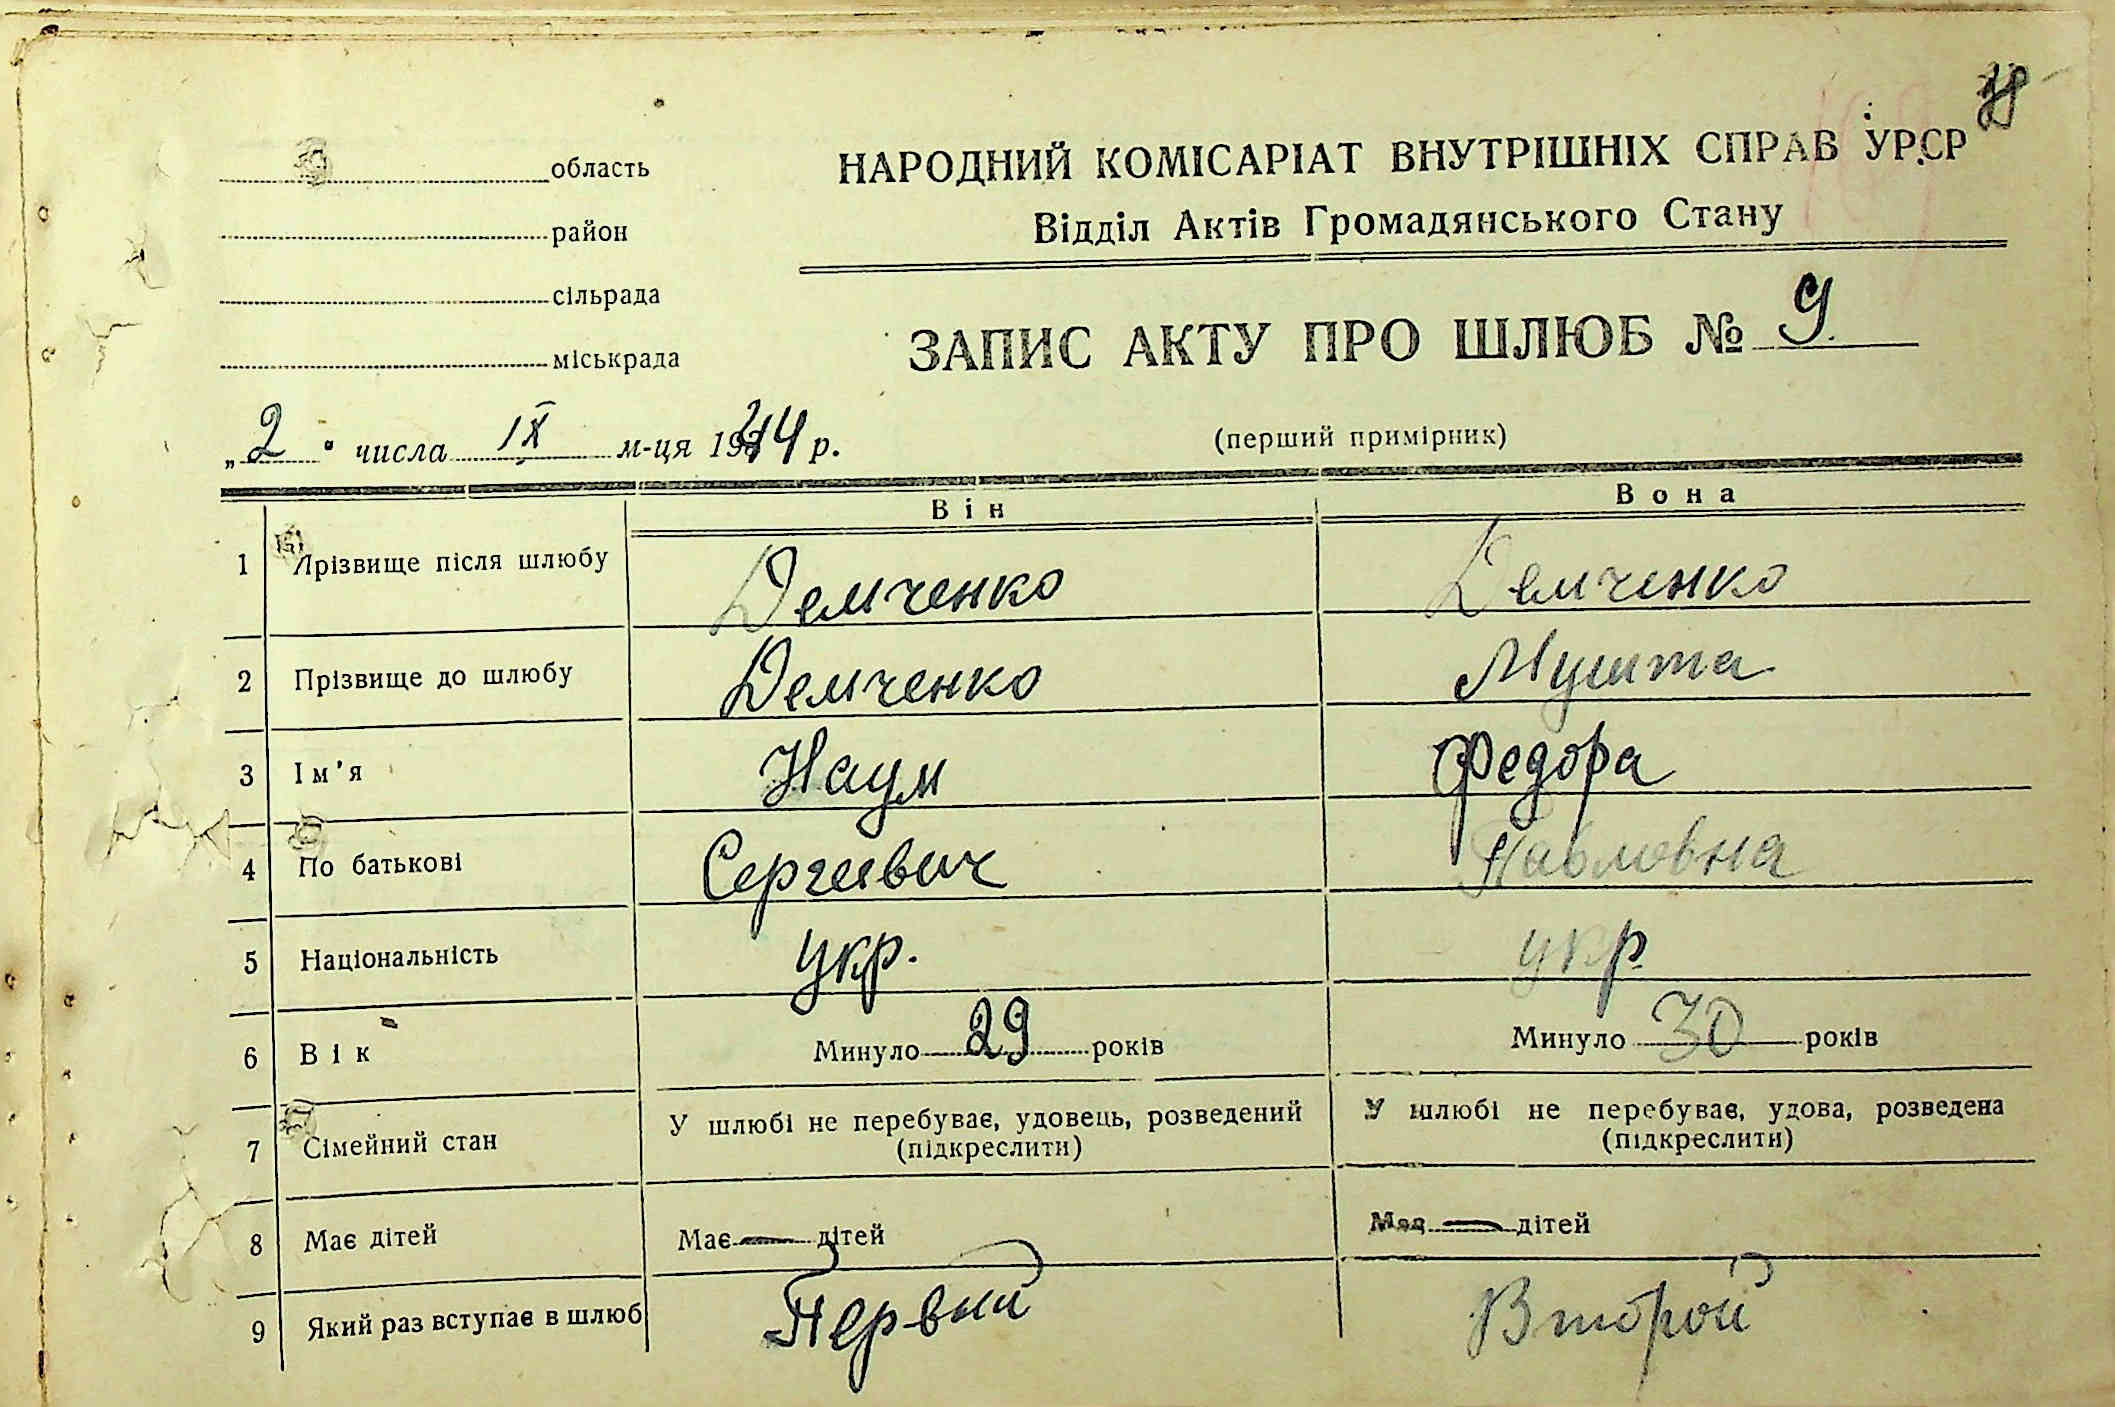 область
район
сільрада
міськрада
НАРОДНИЙ КОМІСАРІАТ ВНУТРІШНІХ СПРАВ УРСР
Відділ Актів Громадянського Стану
ЗАПИС АКТУ ПРО ШЛЮБ № 9.
(перший примірник)
„2" числа IX м-ця 1944 р.
Він Вона
1 Прізвище після шлюбу Демченко Демченко
2 Прізвище до шлюбу Демченко Мушта
3 Ім'я Наум Федора
4 По батькові Сергеевич Павловна
5 Національність укр. укр.
6 Вік Минуло 29 років Минуло 30 років
7 Сімейний стан У шлюбі не перебуває, удовець, розведений (підкреслити) У шлюбі не перебуває, удова, розведена (підкреслити)
8 Має дітей Має — дітей Має — дітей
9 Який раз вступає в шлюб Первый Второй